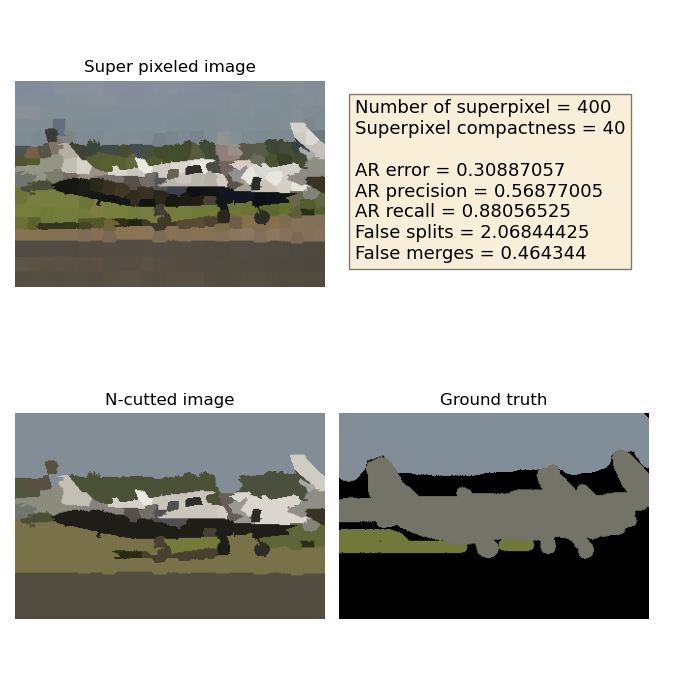 Super pixeled image
Number of superpixel = 400
Superpixel compactness = 40
AR error = 0.30887057
AR precision = 0.56877005
AR recall = 0.88056525
False splits = 2.06844425
False merges = 0.464344
N-cutted image
Ground truth